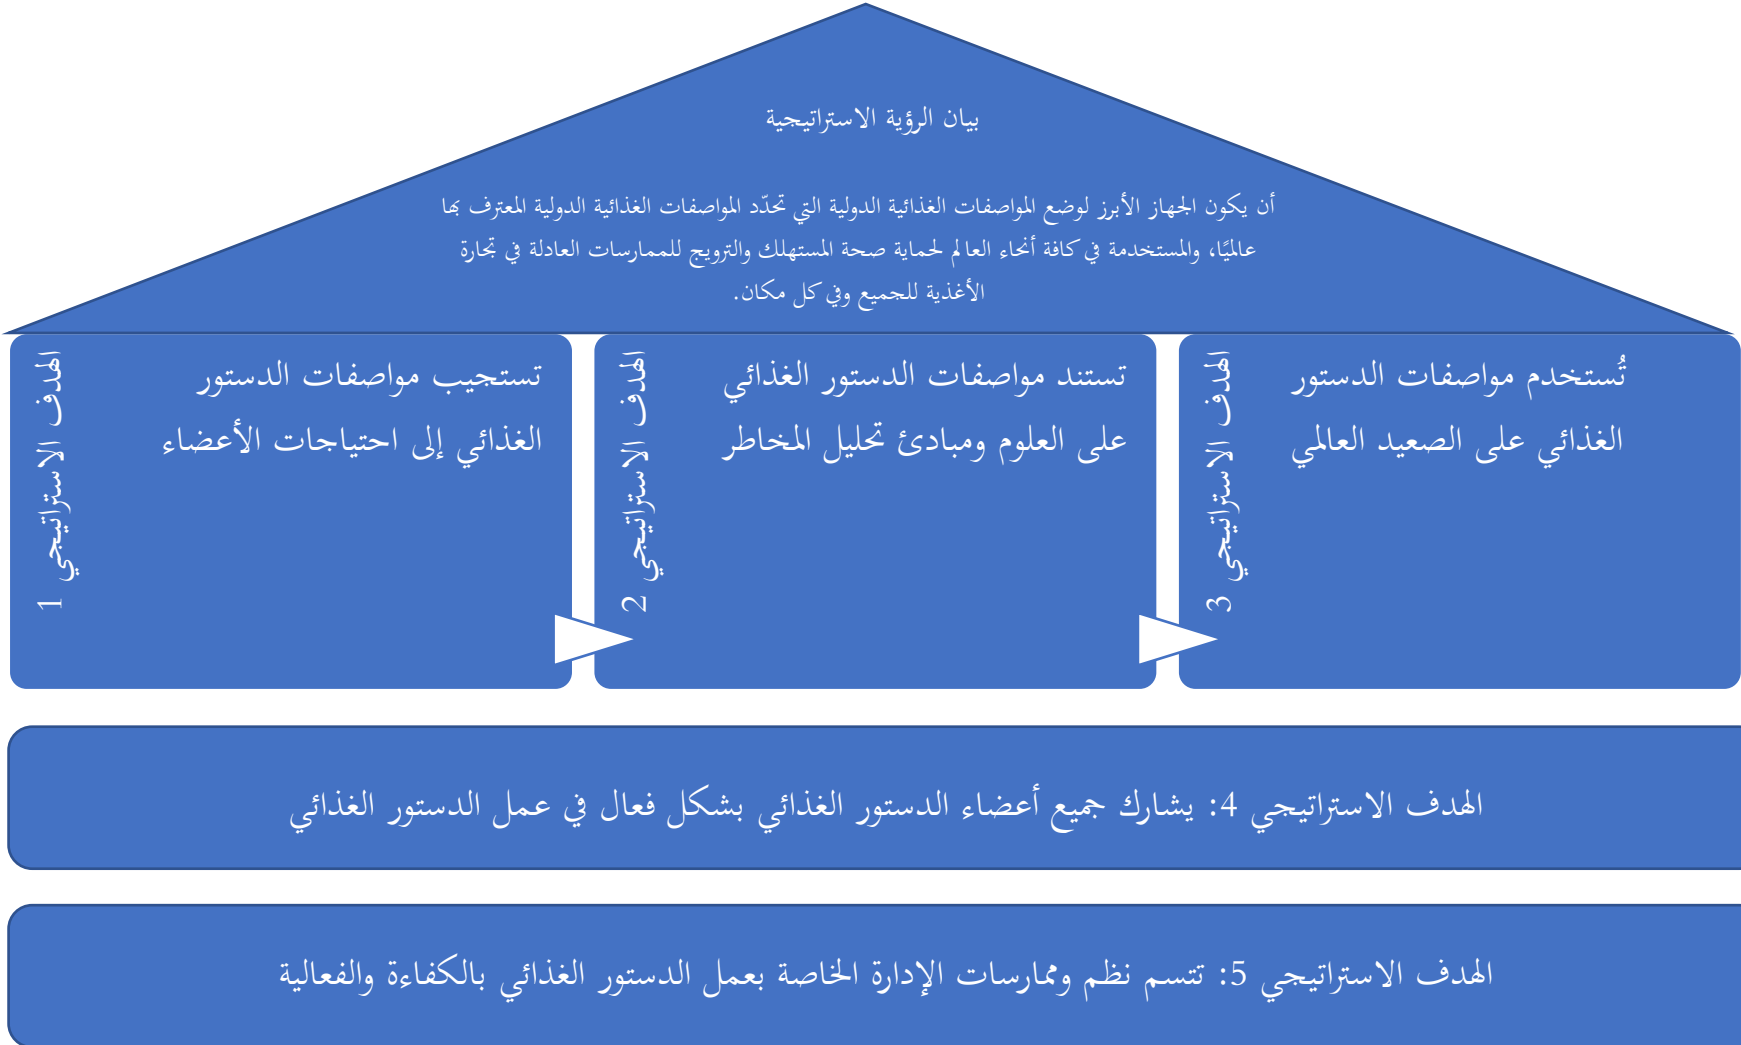 بيان الرؤية الاستراتيجية
أن يكون الجهاز الأبرز لوضع المواصفات الغذائية الدولية التي تحدّد المواصفات الغذائية الدولية المعترف بها
عالميًا، والمستخدمة في كافة أنحاء العالم لحماية صحة المستهلك والترويج للممارسات العادلة في تجارة
الأغذية للجميع وفي كل مكان.
الهدف الاستراتيجي 1
تستجيب مواصفات الدستور
الغذائي إلى احتياجات الأعضاء
الهدف الاستراتيجي 2
تستند مواصفات الدستور الغذائي
على العلوم ومبادئ تحليل المخاطر
الهدف الاستراتيجي 3
تُستخدم مواصفات الدستور
الغذائي على الصعيد العالمي
الهدف الاستراتيجي 4: يشارك جميع أعضاء الدستور الغذائي بشكل فعال في عمل الدستور الغذائي
الهدف الاستراتيجي 5: تتسم نظم وممارسات الإدارة الخاصة بعمل الدستور الغذائي بالكفاءة والفعالية